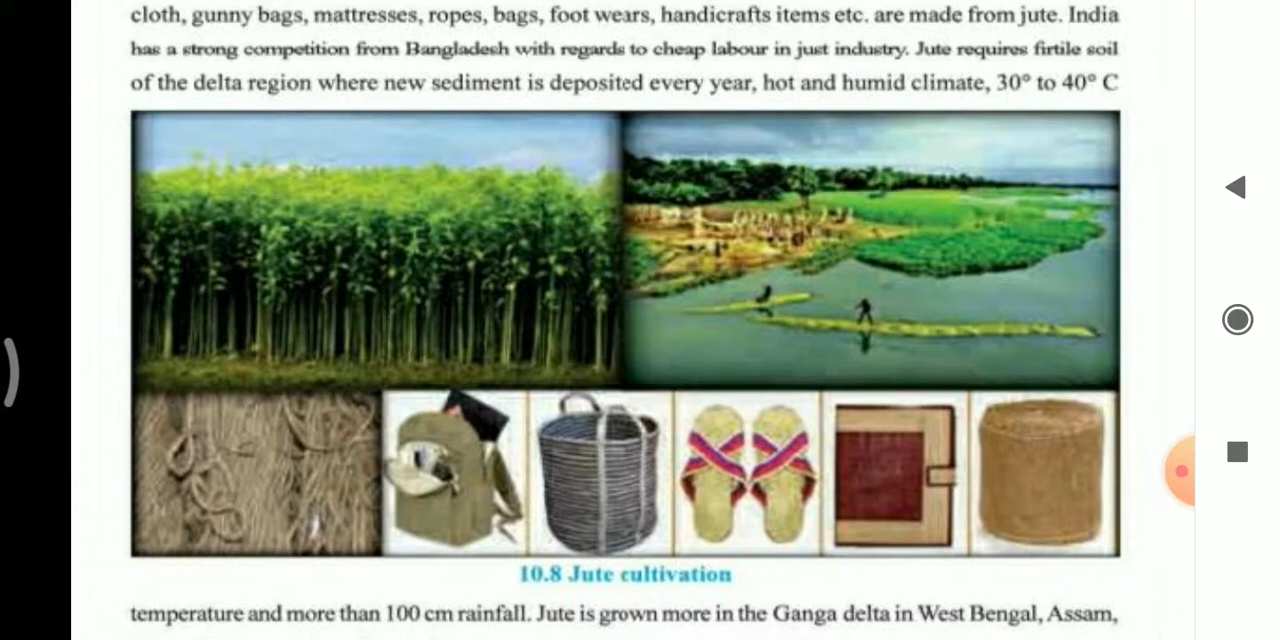 cloth, gunny bags, mattresses, ropes, bags, foot wears, handicrafts items etc. are made from jute. India
has a strong competition from Bangladesh with regards to cheap labour in just industry. Jute requires firtile soil
of the delta region where new sediment is deposited every year, hot and humid climate, 30° to 40° C
10.8 Jute cultivation
temperature and more than 100 cm rainfall. Jute is grown more in the Ganga delta in West Bengal, Assam,